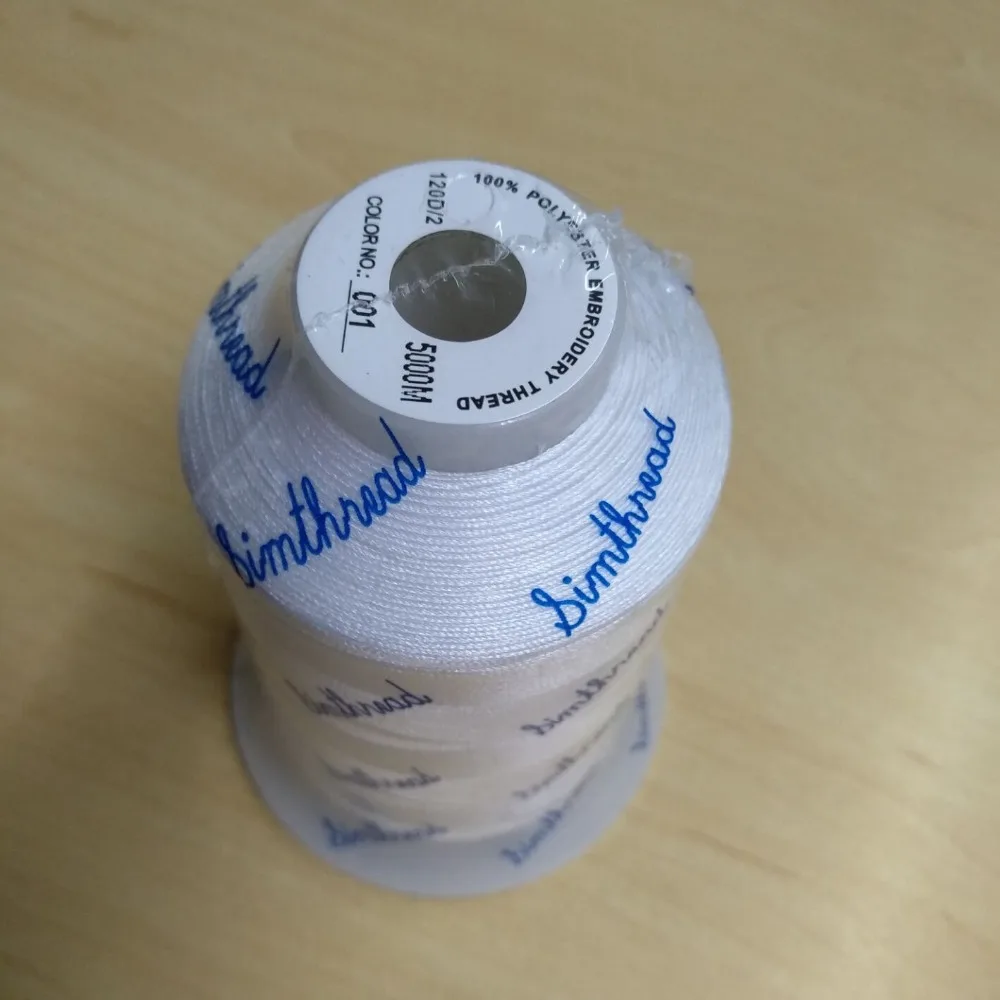 100% POLYESTER EMBROIDERY THREAD
120D/2
COLOR NO.: 001
5000M
Simthread
Simthread